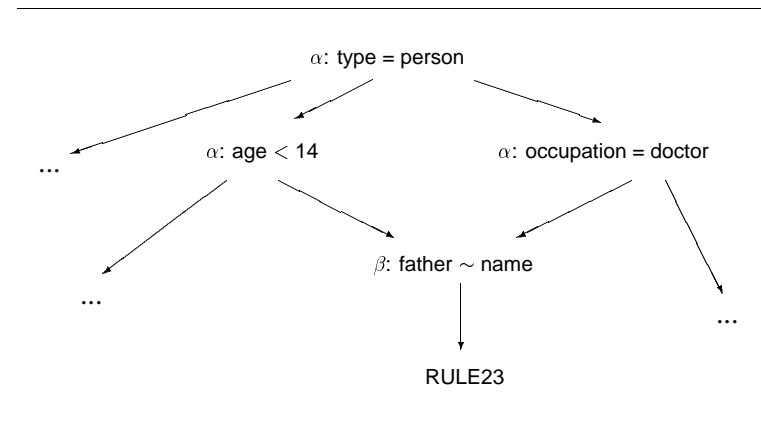 α: type = person
α: age < 14
α: occupation = doctor
...
β: father ∼ name
...
...
RULE23